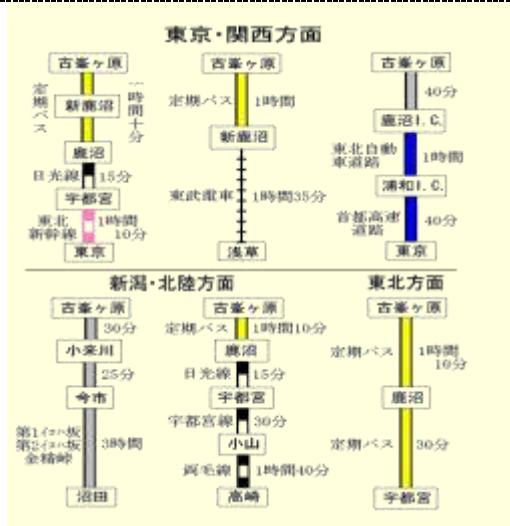 東京・関西方面
古峯ヶ原
定期バス
一時間十分
新鹿沼
鹿沼
日光線 15分
宇都宮
東北新幹線
1時間10分
東京
古峯ヶ原
定期バス 1時間
新鹿沼
東武電車 1時間35分
浅草
古峯ヶ原
40分
鹿沼I.C.
東北自動車道路
1時間
浦和I.C.
首都高速道路
40分
東京
新潟・北陸方面
古峯ヶ原
30分
小来川
25分
今市
第1イロハ坂
第2イロハ坂
金精峠
3時間
沼田
古峯ヶ原
定期バス 1時間10分
鹿沼
日光線 15分
宇都宮
宇都宮線 30分
小山
両毛線 1時間40分
高崎
東北方面
古峯ヶ原
定期バス
1時間10分
鹿沼
定期バス 30分
宇都宮